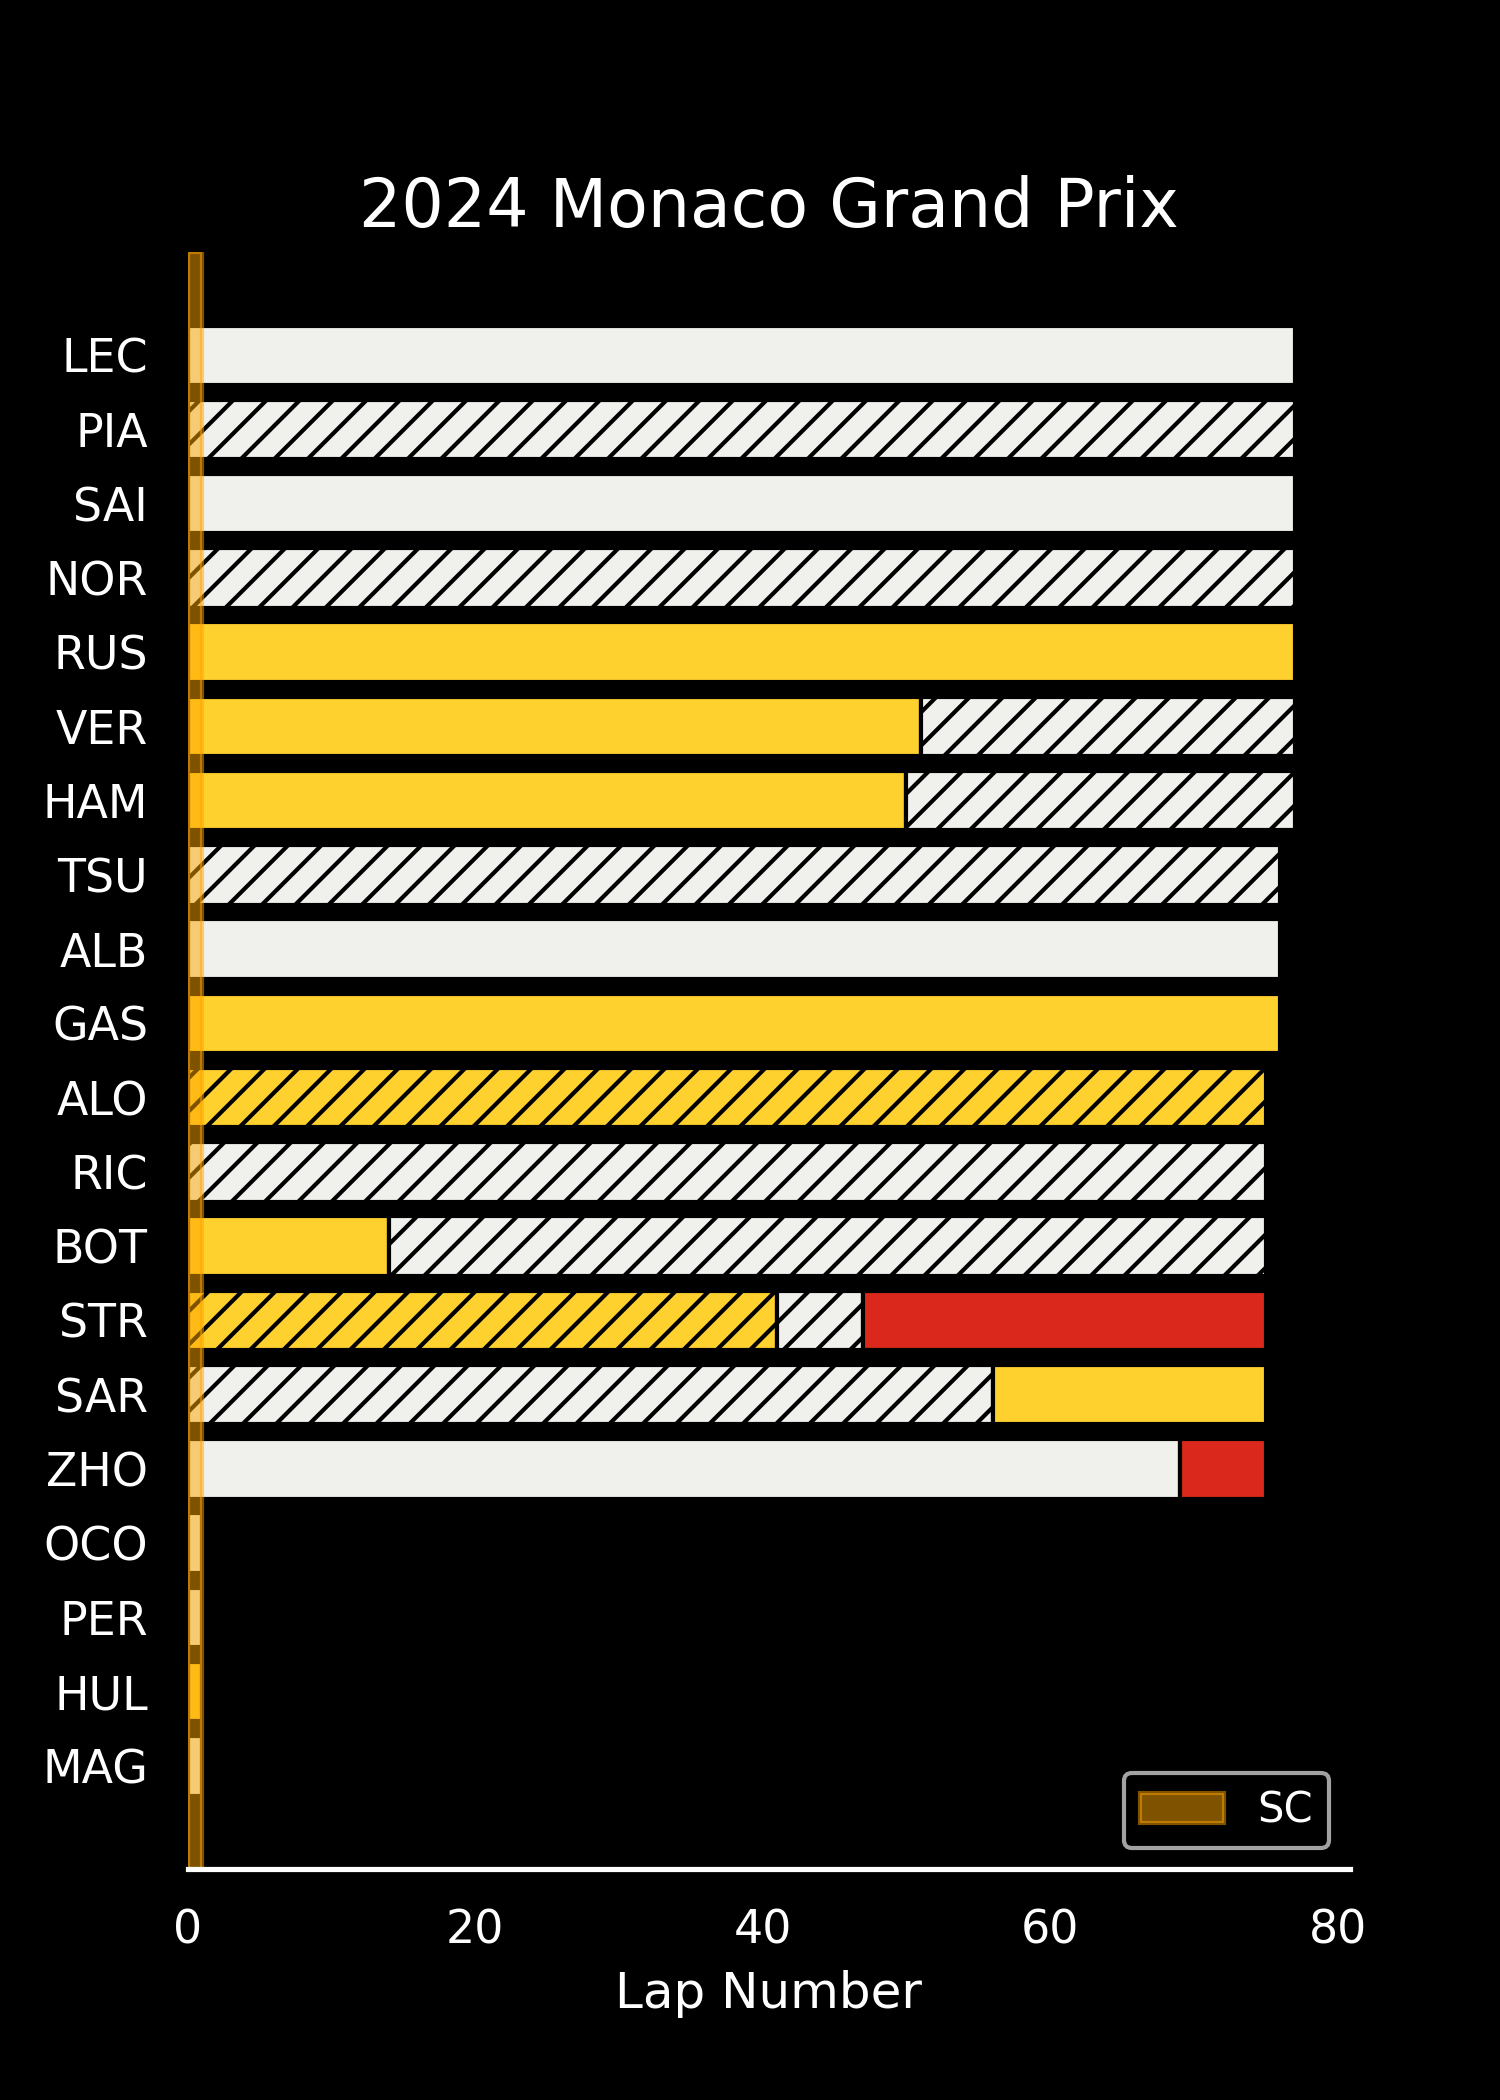 2024 Monaco Grand Prix
LEC
PIA
SAI
NOR
RUS
VER
HAM
TSU
ALB
GAS
ALO
RIC
BOT
STR
SAR
ZHO
OCO
PER
HUL
MAG
SC
0 20 40 60 80
Lap Number